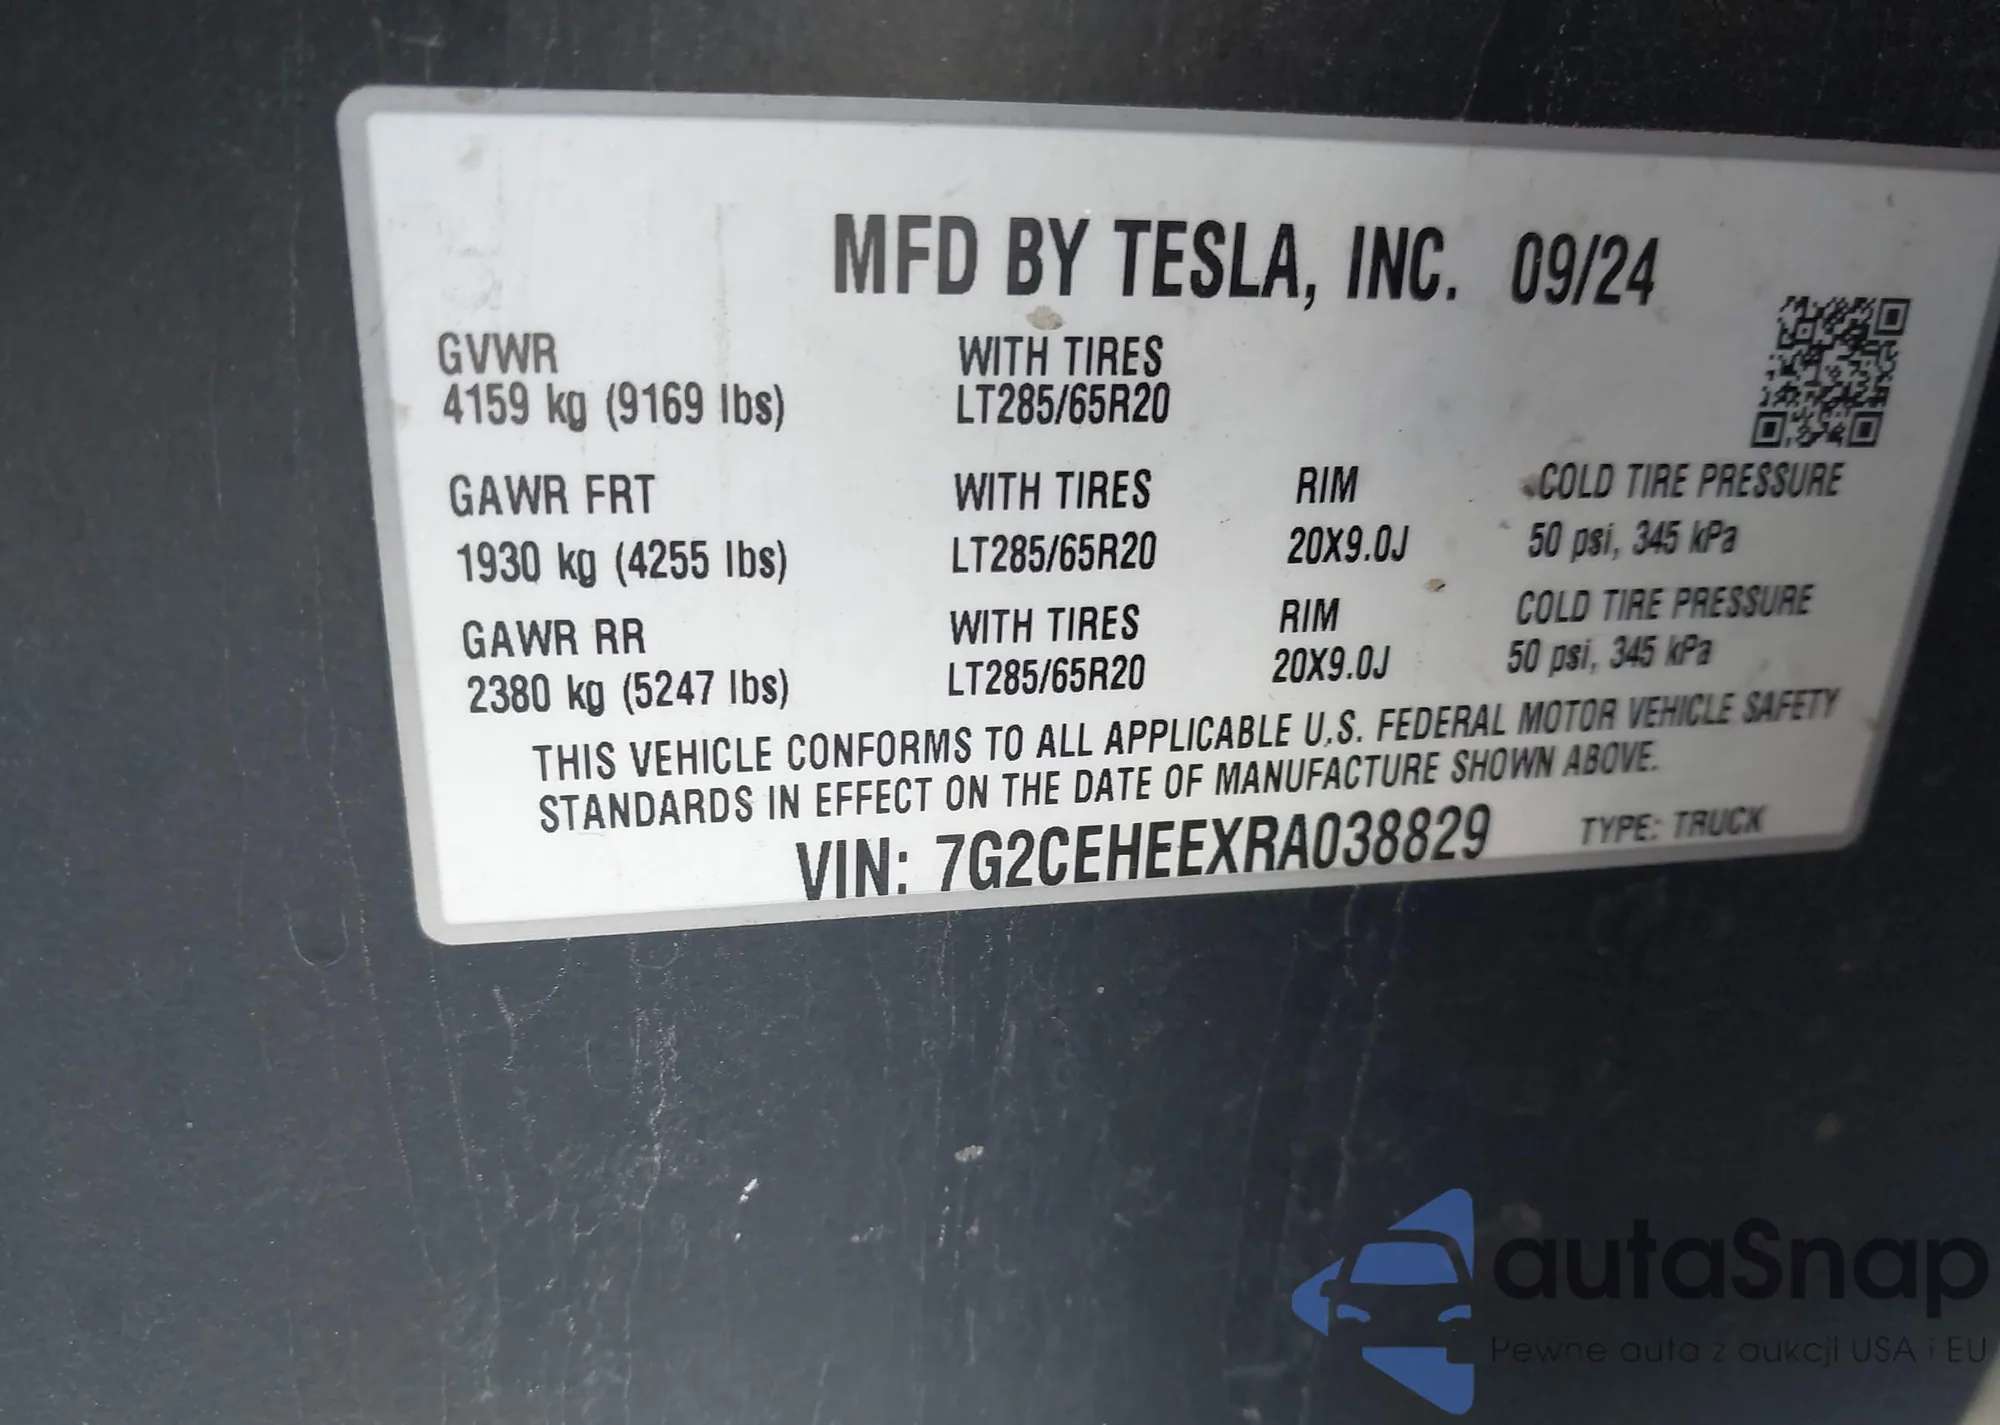 MFD BY TESLA, INC. 09/24
GVWR WITH TIRES
4159 kg (9169 lbs) LT285/65R20
GAWR FRT WITH TIRES RIM COLD TIRE PRESSURE
1930 kg (4255 lbs) LT285/65R20 20X9.0J 50 psi, 345 kPa
GAWR RR WITH TIRES RIM COLD TIRE PRESSURE
2380 kg (5247 lbs) LT285/65R20 20X9.0J 50 psi, 345 kPa
THIS VEHICLE CONFORMS TO ALL APPLICABLE U.S. FEDERAL MOTOR VEHICLE SAFETY
STANDARDS IN EFFECT ON THE DATE OF MANUFACTURE SHOWN ABOVE.
VIN: 7G2CEHEEXRA038829 TYPE: TRUCK
autaSnap
Pewne auta z aukcji USA i EU